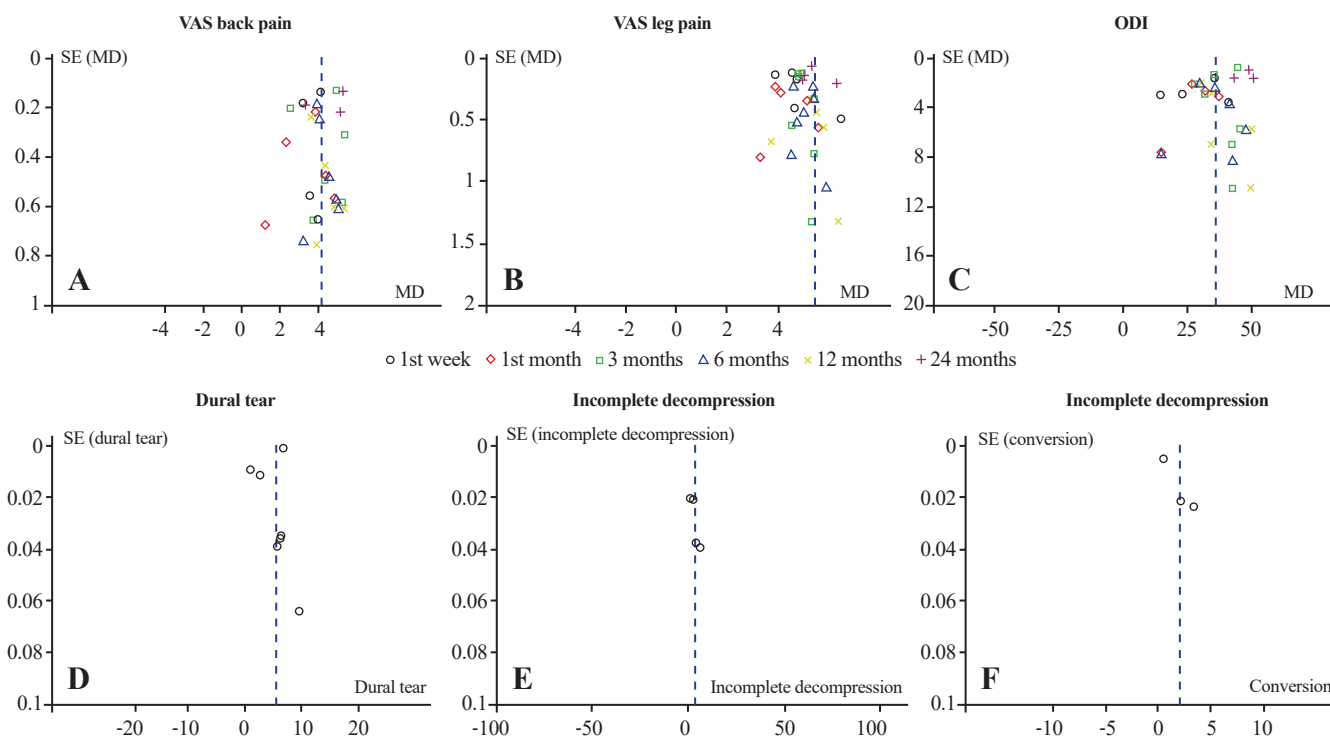 VAS back pain
VAS leg pain
ODI
0
SE (MD)
0.2
0.4
0.6
0.8
A
MD
1
-4
-2
0
2
4
0
SE (MD)
0.5
1
1.5
B
MD
2
-4
-2
0
2
4
0
SE (MD)
4
8
12
16
C
MD
20
-50
-25
0
25
50
1st week
1st month
3 months
6 months
12 months
24 months
Dural tear
Incomplete decompression
Incomplete decompression
SE (dural tear)
0
0.02
0.04
0.06
0.08
D
Dural tear
0.1
-20
-10
0
10
20
SE (incomplete decompression)
0
0.02
0.04
0.06
0.08
E
Incomplete decompression
0.1
-100
-50
0
50
100
SE (conversion)
0
0.02
0.04
0.06
0.08
F
Conversion
0.1
-10
-5
0
5
10